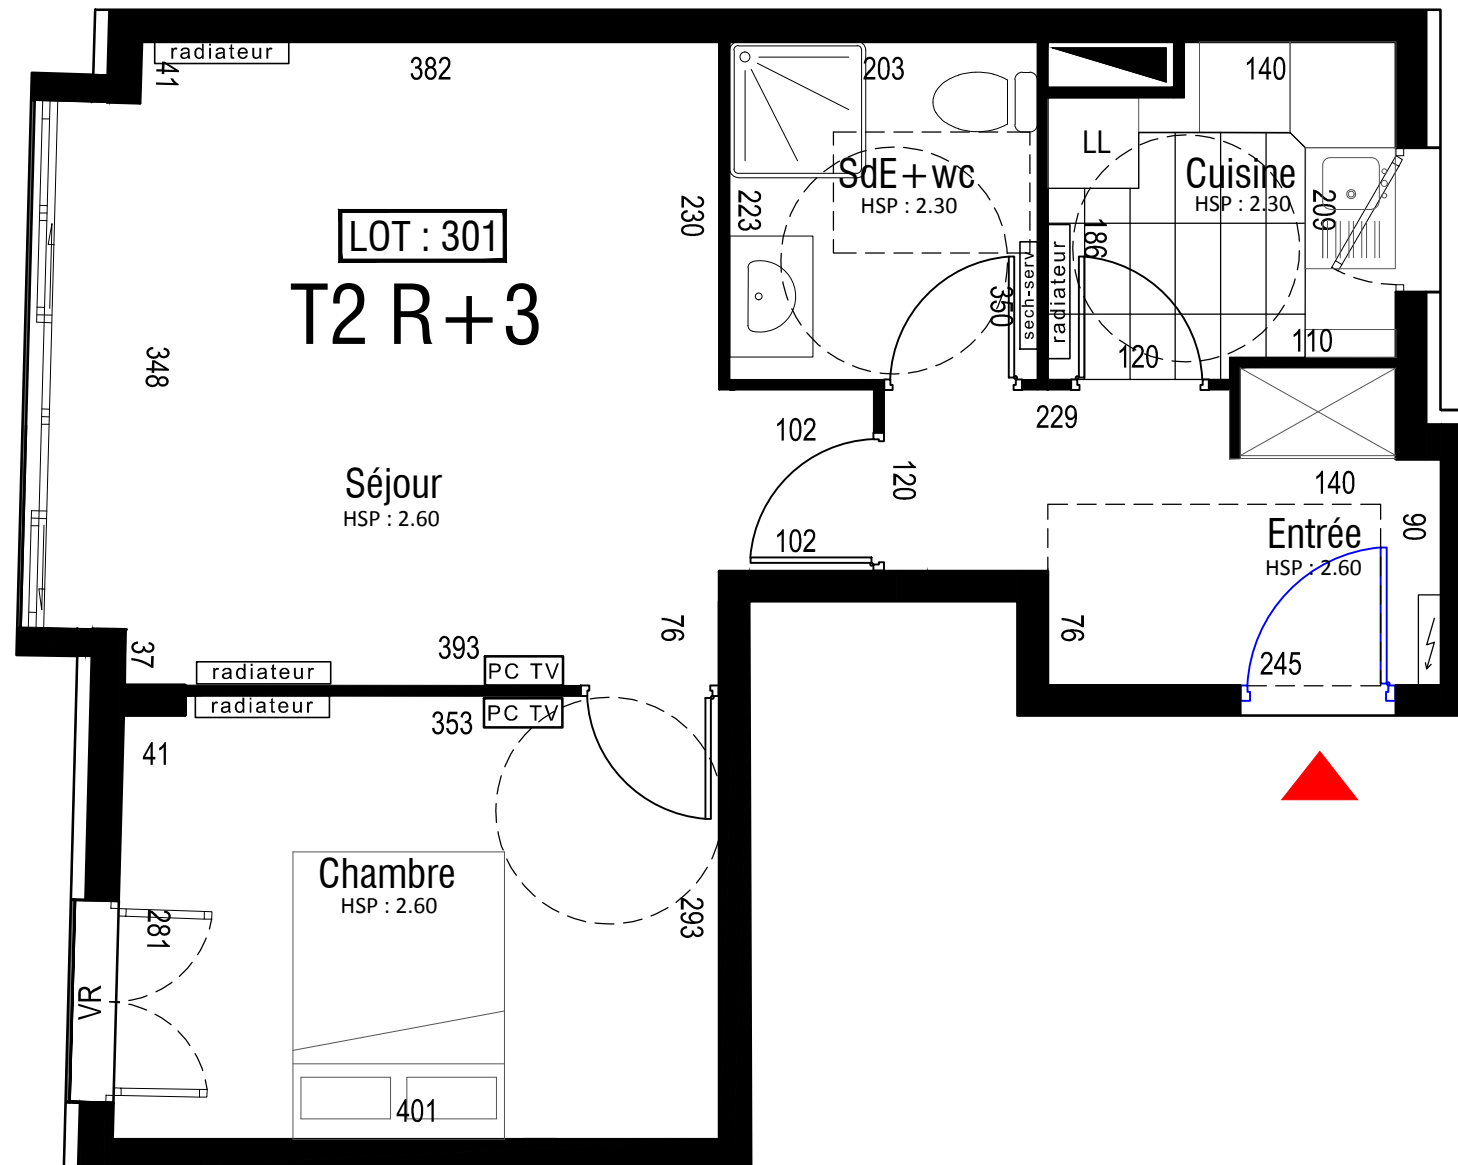 radiateur
41
382
203
140
LL
SdE+wc
HSP : 2.30
Cuisine
HSP : 2.30
209
230
223
LOT : 301
T2 R+3
186
radiateur
sech-serv
350
348
120
110
102
229
120
Séjour
HSP : 2.60
140
90
102
Entrée
HSP : 2.60
37
76
76
393
PC TV
radiateur
245
radiateur
353
PC TV
41
Chambre
HSP : 2.60
281
293
VR
401